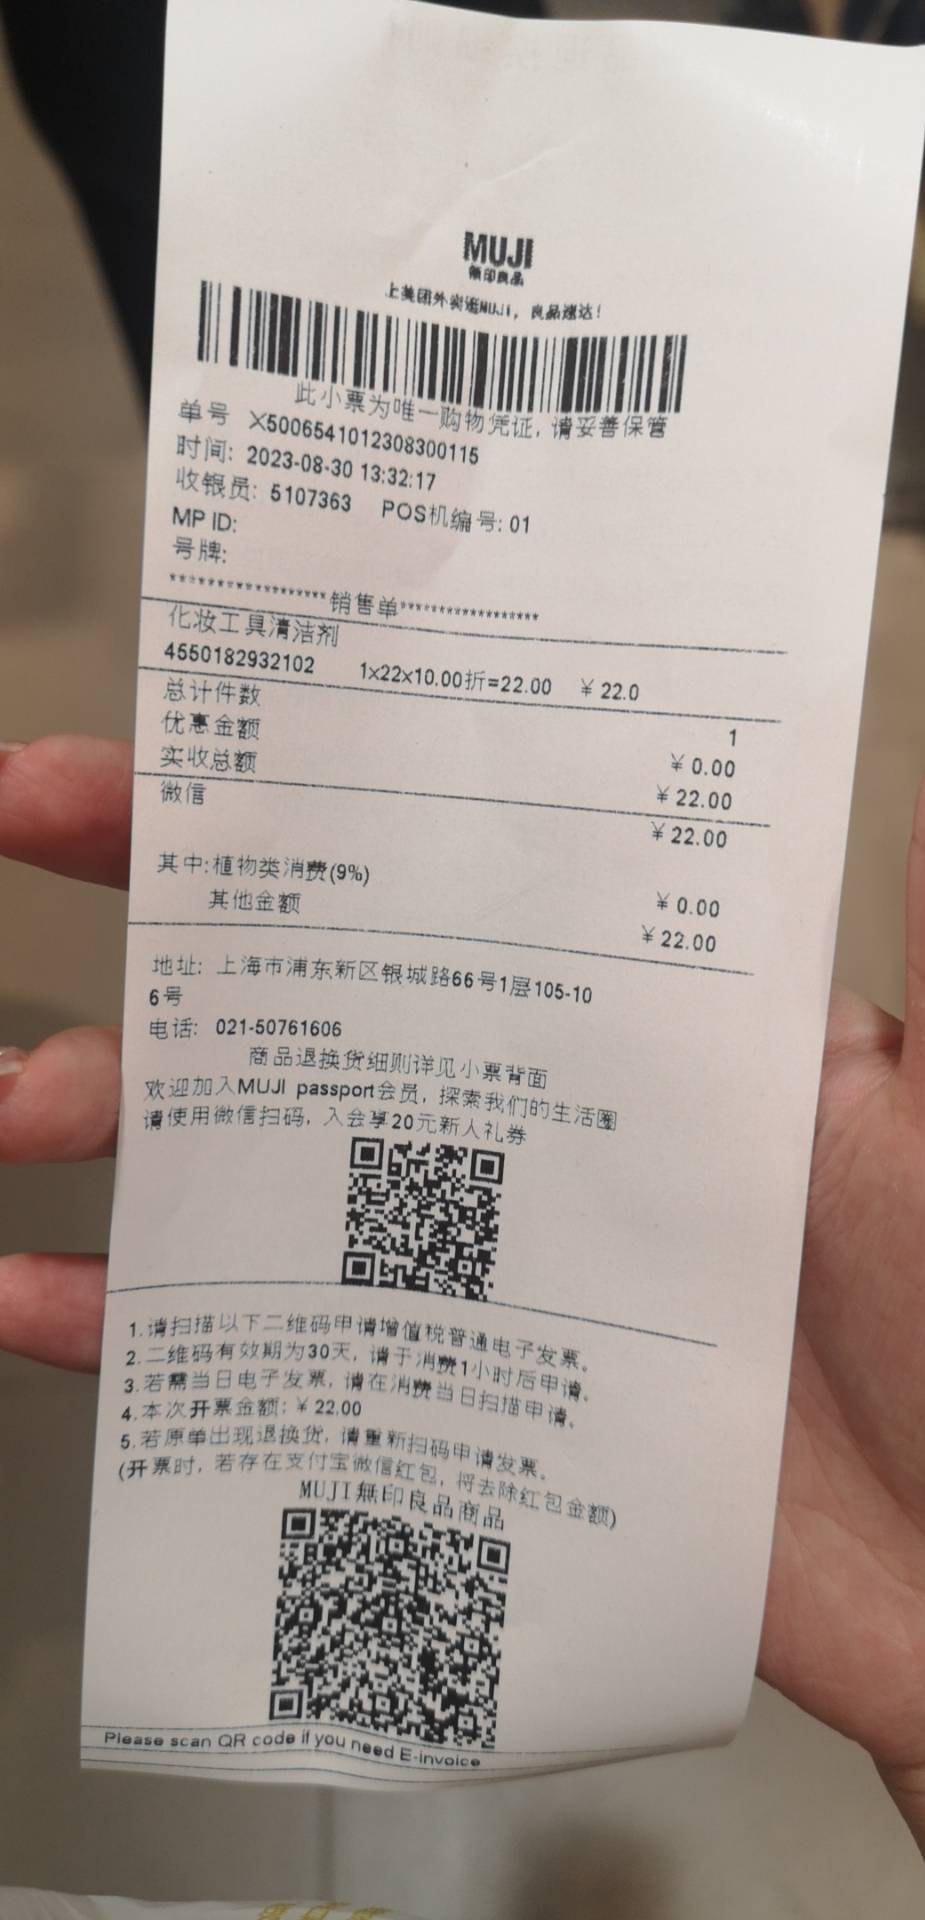 MUJI
無印良品
上美团外卖逛MUJI，良品速达！
此小票为唯一购物凭证，请妥善保管
单号 X5006541012308300115
时间: 2023-08-30 13:32:17
收银员: 5107363 POS机编号: 01
MP ID:
号牌:
********************销售单******************
化妆工具清洁剂
4550182932102 1x22x10.00折=22.00 ￥22.0
总计件数 1
优惠金额 ￥0.00
实收总额 ￥22.00
微信 ￥22.00
其中:植物类消费(9%) ￥0.00
其他金额 ￥22.00
地址: 上海市浦东新区银城路66号1层105-10
6号
电话: 021-50761606
商品退换货细则详见小票背面
欢迎加入MUJI passport会员，探索我们的生活圈
请使用微信扫码，入会享20元新人礼券
1.请扫描以下二维码申请增值税普通电子发票。
2.二维码有效期为30天，请于消费1小时后申请。
3.若需当日电子发票，请在消费当日扫描申请。
4.本次开票金额:￥22.00
5.若原单出现退换货，请重新扫码申请发票。
(开票时，若存在支付宝微信红包，将去除红包金额)
MUJI無印良品商品
Please scan QR code if you need E-invoice